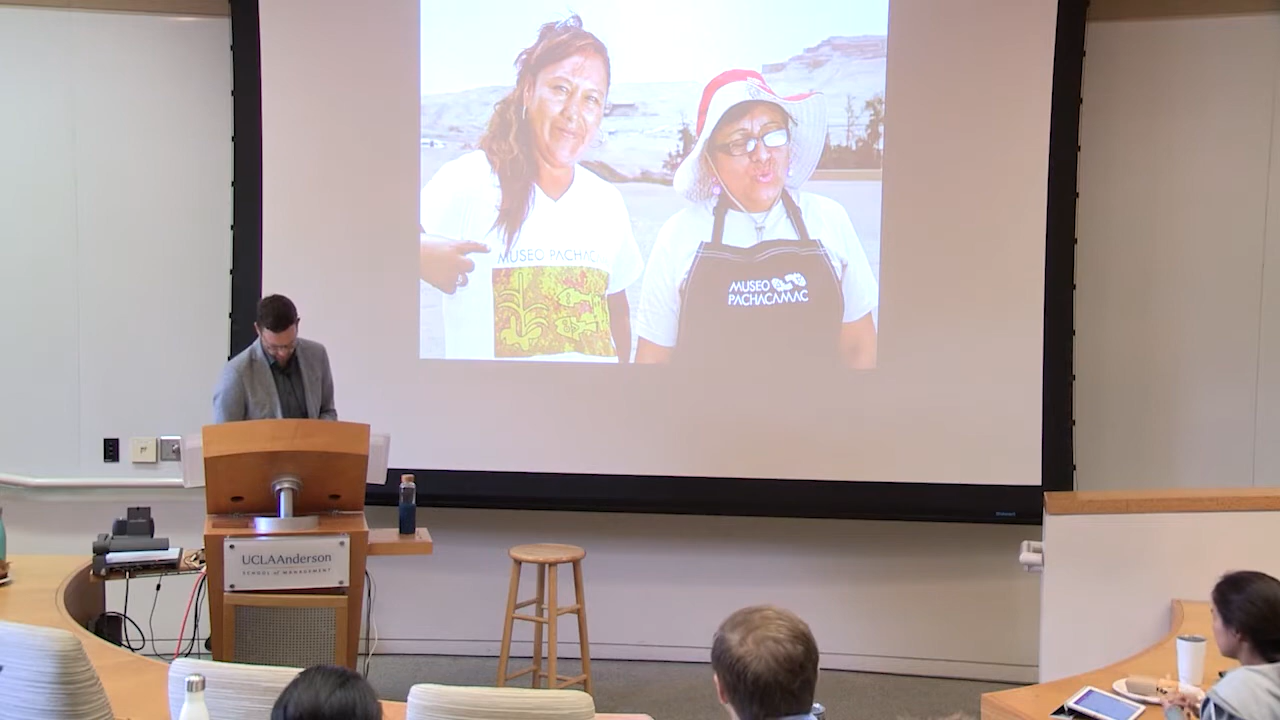 MUSEO PACHAC
MUSEO
PACHACAMAC
UCLAAnderson
SCHOOL of MANAGEMENT